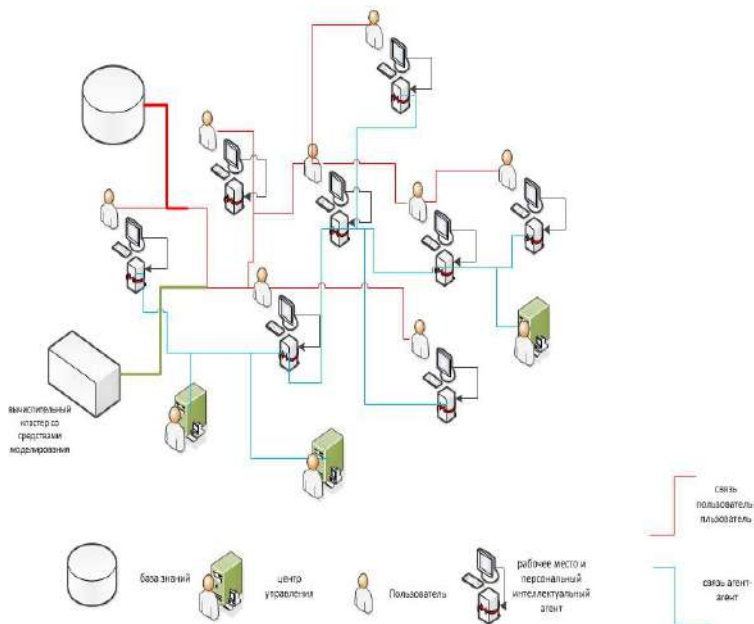 вычислительный
кластер со
средствами
моделирования
база знаний
центр
управления
Пользователь
рабочее место и
персональный
интеллектуальный
агент
связь
пользователь-
пльзователь
связь агент-
агент